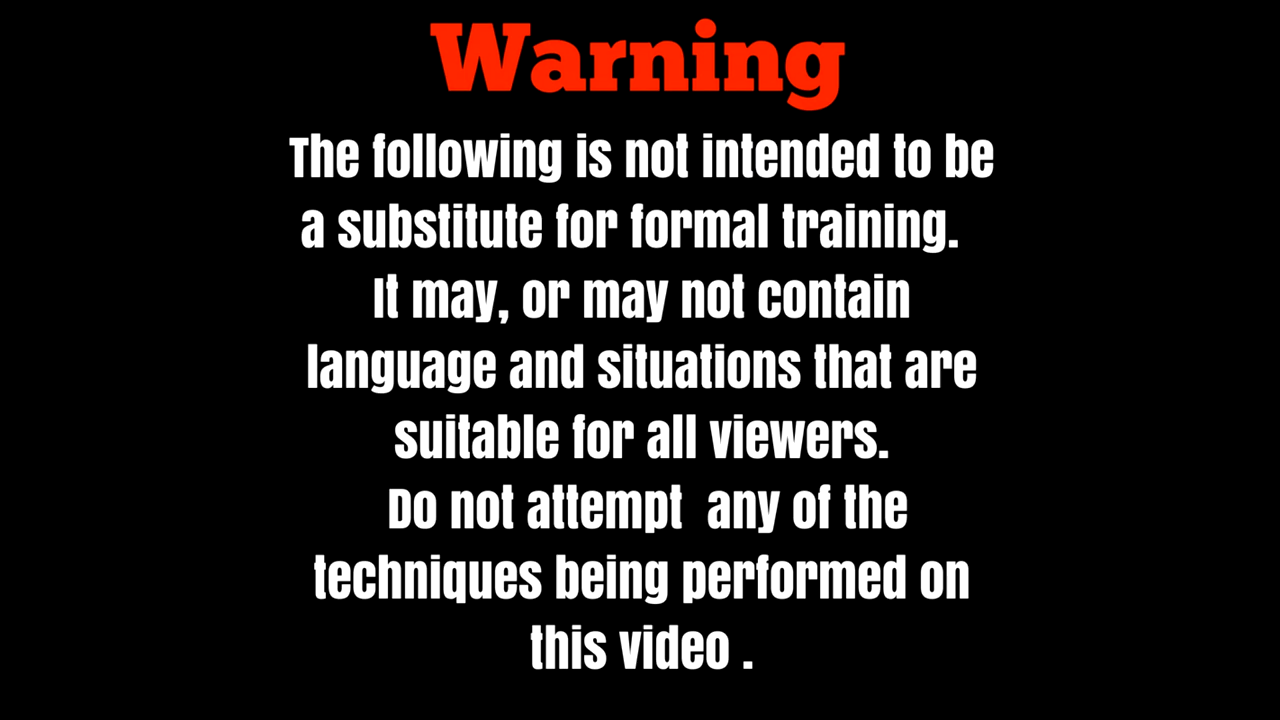 Warning
The following is not intended to be
a substitute for formal training.
It may, or may not contain
language and situations that are
suitable for all viewers.
Do not attempt any of the
techniques being performed on
this video .